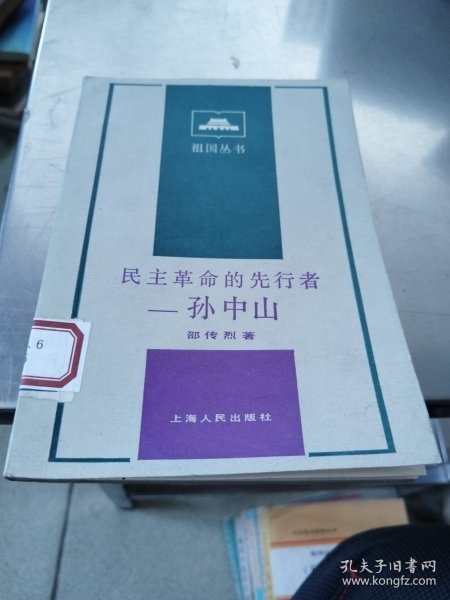 祖国丛书
民主革命的先行者
—孙中山
邵传烈著
.6
上海人民出版社
孔夫子旧书网
www.kongfz.com